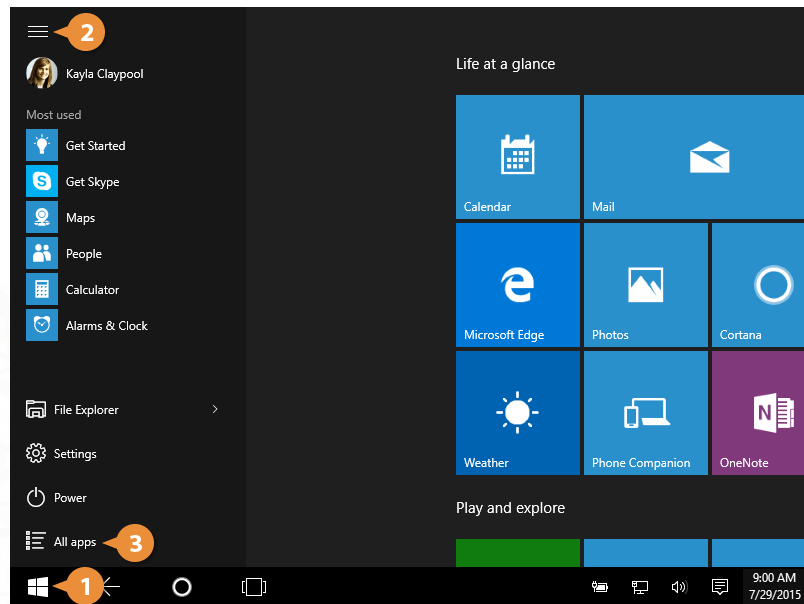 2
Kayla Claypool
Most used
Get Started
Get Skype
Maps
People
Calculator
Alarms & Clock
File Explorer
Settings
Power
All apps
3
Life at a glance
Calendar
Mail
Microsoft Edge
Photos
Cortana
Weather
Phone Companion
OneNote
Play and explore
1
9:00 AM
7/29/2015